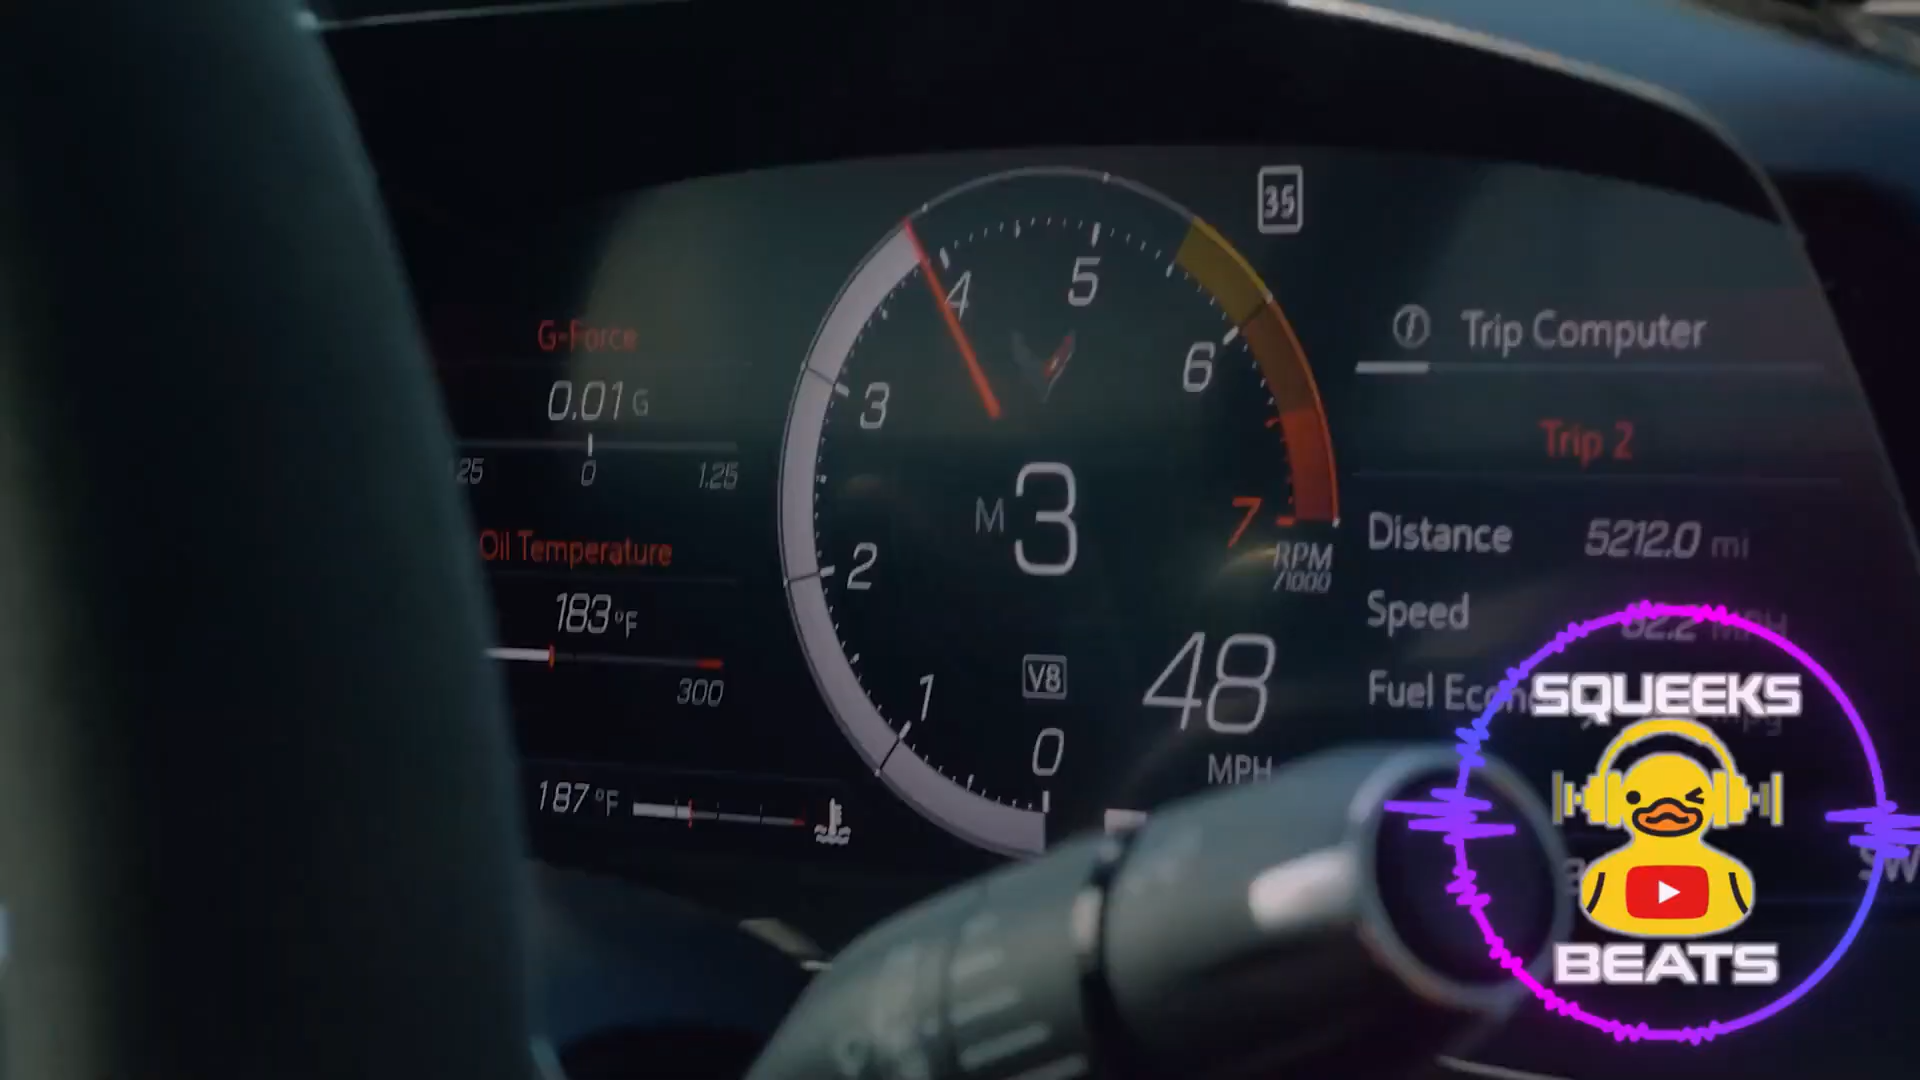 35
G-Force
0.01 G
0
1.25
Oil Temperature
183 °F
300
187 °F
0
1
2
3
4
5
6
7
RPM
/1000
M 3
V8
48
MPH
Trip Computer
Trip 2
Distance 5212.0 mi
Speed
Fuel
SQUEEKS
BEATS